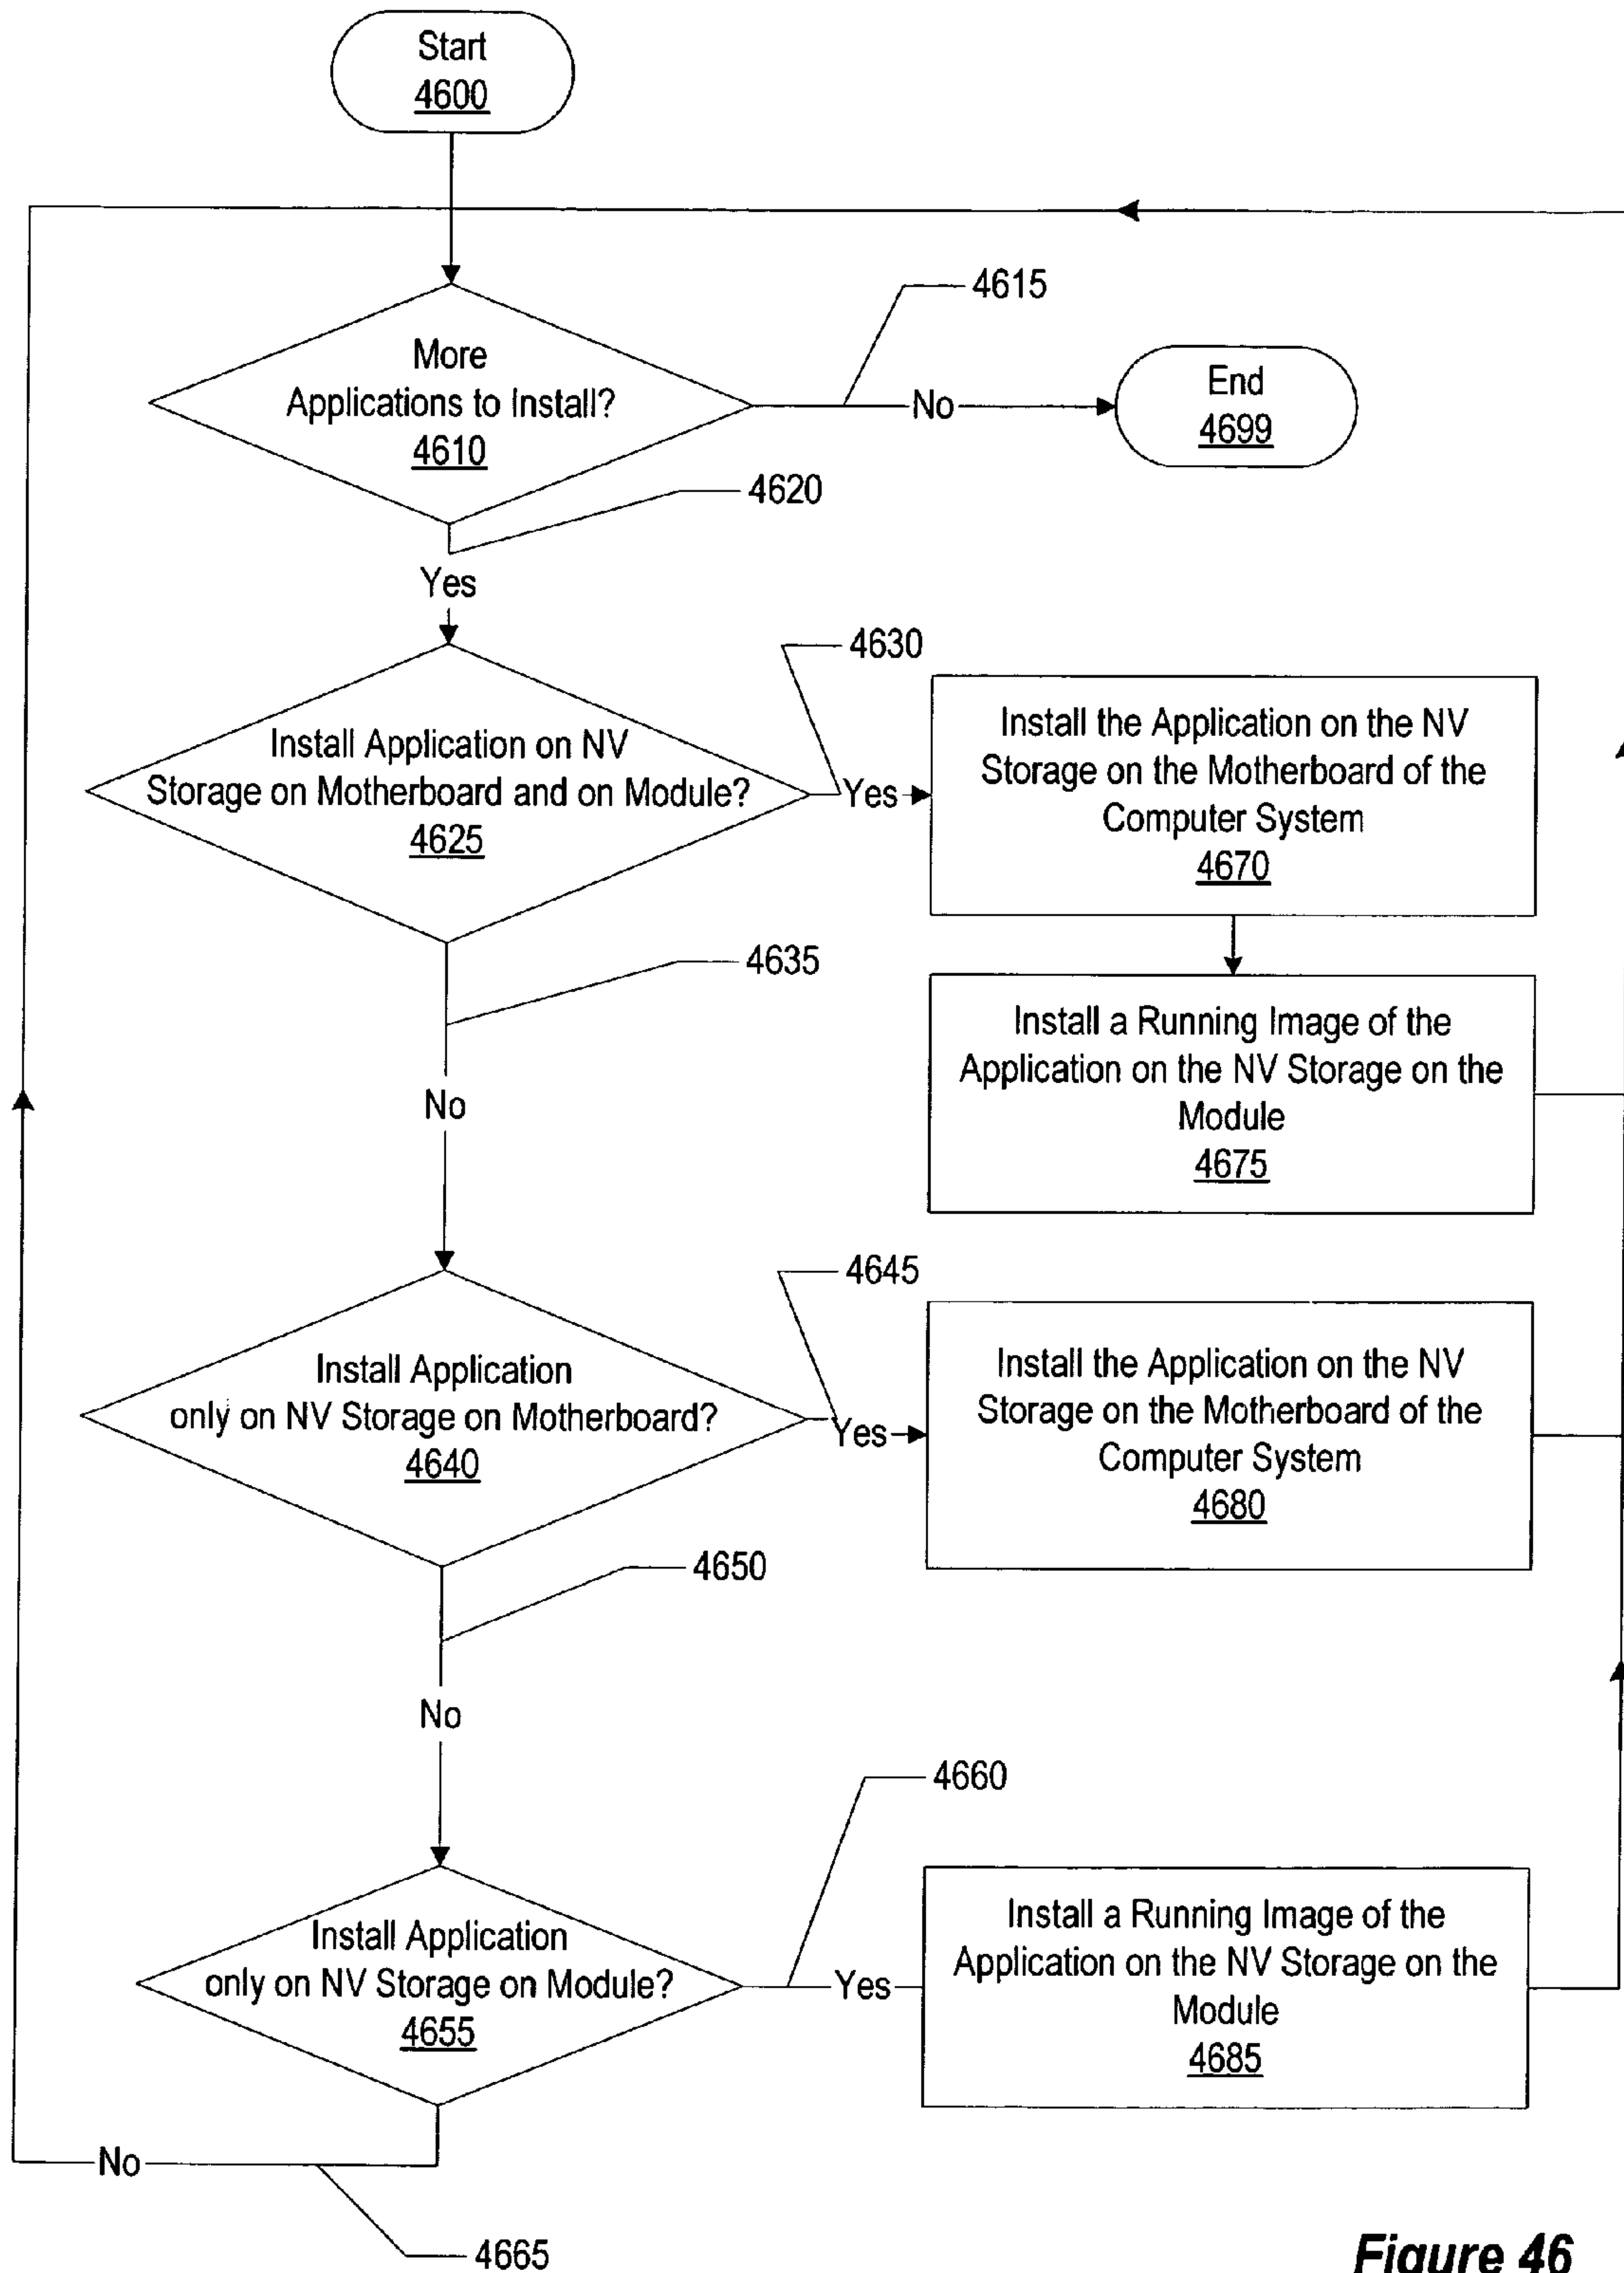 Start
4600
4615
More
Applications to Install?
4610
No
End
4699
4620
Yes
4630
Install Application on NV
Storage on Motherboard and on Module?
4625
Yes
Install the Application on the NV
Storage on the Motherboard of the
Computer System
4670
4635
No
Install a Running Image of the
Application on the NV Storage on the
Module
4675
4645
Install Application
only on NV Storage on Motherboard?
4640
Yes
Install the Application on the NV
Storage on the Motherboard of the
Computer System
4680
4650
No
4660
Install Application
only on NV Storage on Module?
4655
Yes
Install a Running Image of the
Application on the NV Storage on the
Module
4685
No
4665
Figure 46